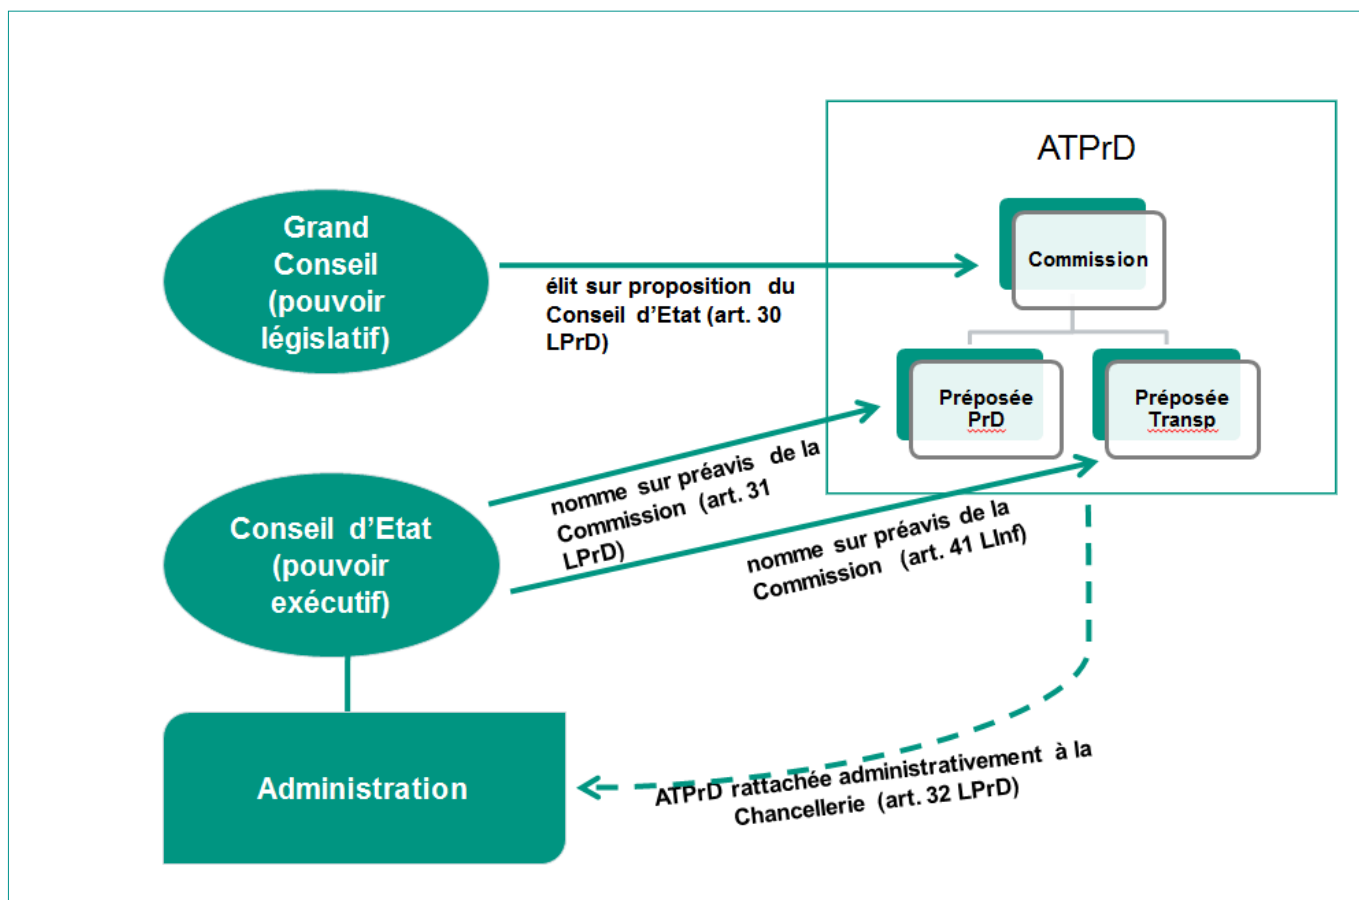 ATPrD
Grand
Conseil
(pouvoir
législatif)
élit sur proposition du
Conseil d’Etat (art. 30
LPrD)
Commission
Préposée
PrD
Préposée
Transp
nomme sur préavis de la
Commission (art. 31
LPrD)
nomme sur préavis de la
Commission (art. 41 LInf)
Conseil d’Etat
(pouvoir
exécutif)
Administration
ATPrD rattachée administrativement à la
Chancellerie (art. 32 LPrD)